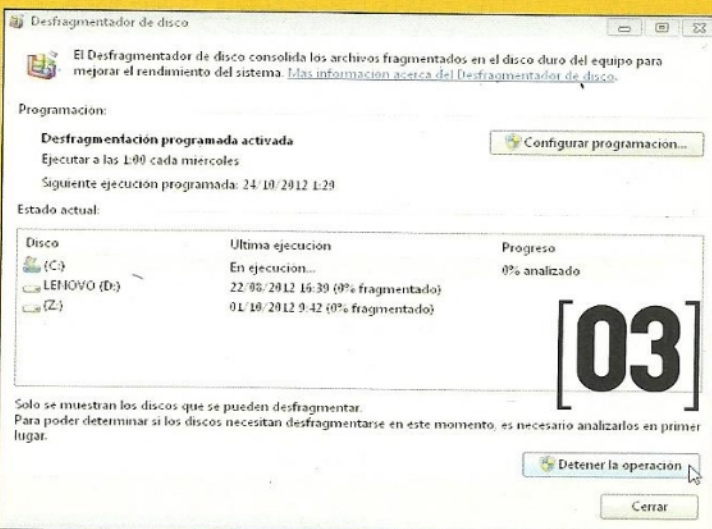 Desfragmentador de disco
El Desfragmentador de disco consolida los archivos fragmentados en el disco duro del equipo para
mejorar el rendimiento del sistema. Mas información acerca del Desfragmentador de disco.
Programación:
Desfragmentación programada activada
Configurar programación...
Ejecutar a las 1:00 cada miércoles
Siguiente ejecución programada: 24/10/2012 1:29
Estado actual:
Disco Ultima ejecución Progreso
(C:) En ejecución... 0% analizado
LENOVO (D:) 22/08/2012 16:39 (0% fragmentado)
(Z:) 01/10/2012 9:42 (0% fragmentado)
[03]
Solo se muestran los discos que se pueden desfragmentar.
Para poder determinar si los discos necesitan desfragmentarse en este momento, es necesario analizarlos en primer
lugar.
Detener la operación
Cerrar